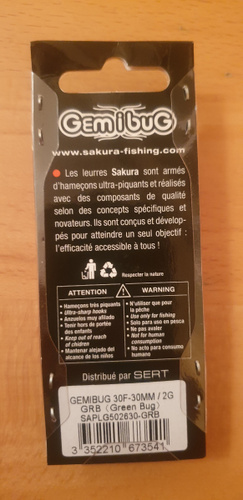 GemibuG
www.sakura-fishing.com
Les leurres Sakura sont armés
d'hameçons ultra-piquants et réalisés
avec des composants de qualité
selon des concepts spécifiques et
novateurs. Ils sont conçus et dévelop-
pés pour atteindre un seul objectif :
l'efficacité accessible à tous !
Respecter la nature
ATTENTION
• Hameçons très piquants
• Ultra-sharp hooks
• Anzuelos muy afilado
• Tenir hors de portée
des enfants
• Keep out of reach
of children
• Mantener alejado del
alcance de los niños
WARNING
• N'utiliser que pour
la pêche
• Use only for fishing
• Solo para uso en pesca
• Ne pas avaler
• Not for human
consumption
• No acto para consumo
humano
Distribué par SERT
GEMIBUG 30F-30MM / 2G
GRB (Green Bug)
SAPLG502630-GRB
3 352210 673541